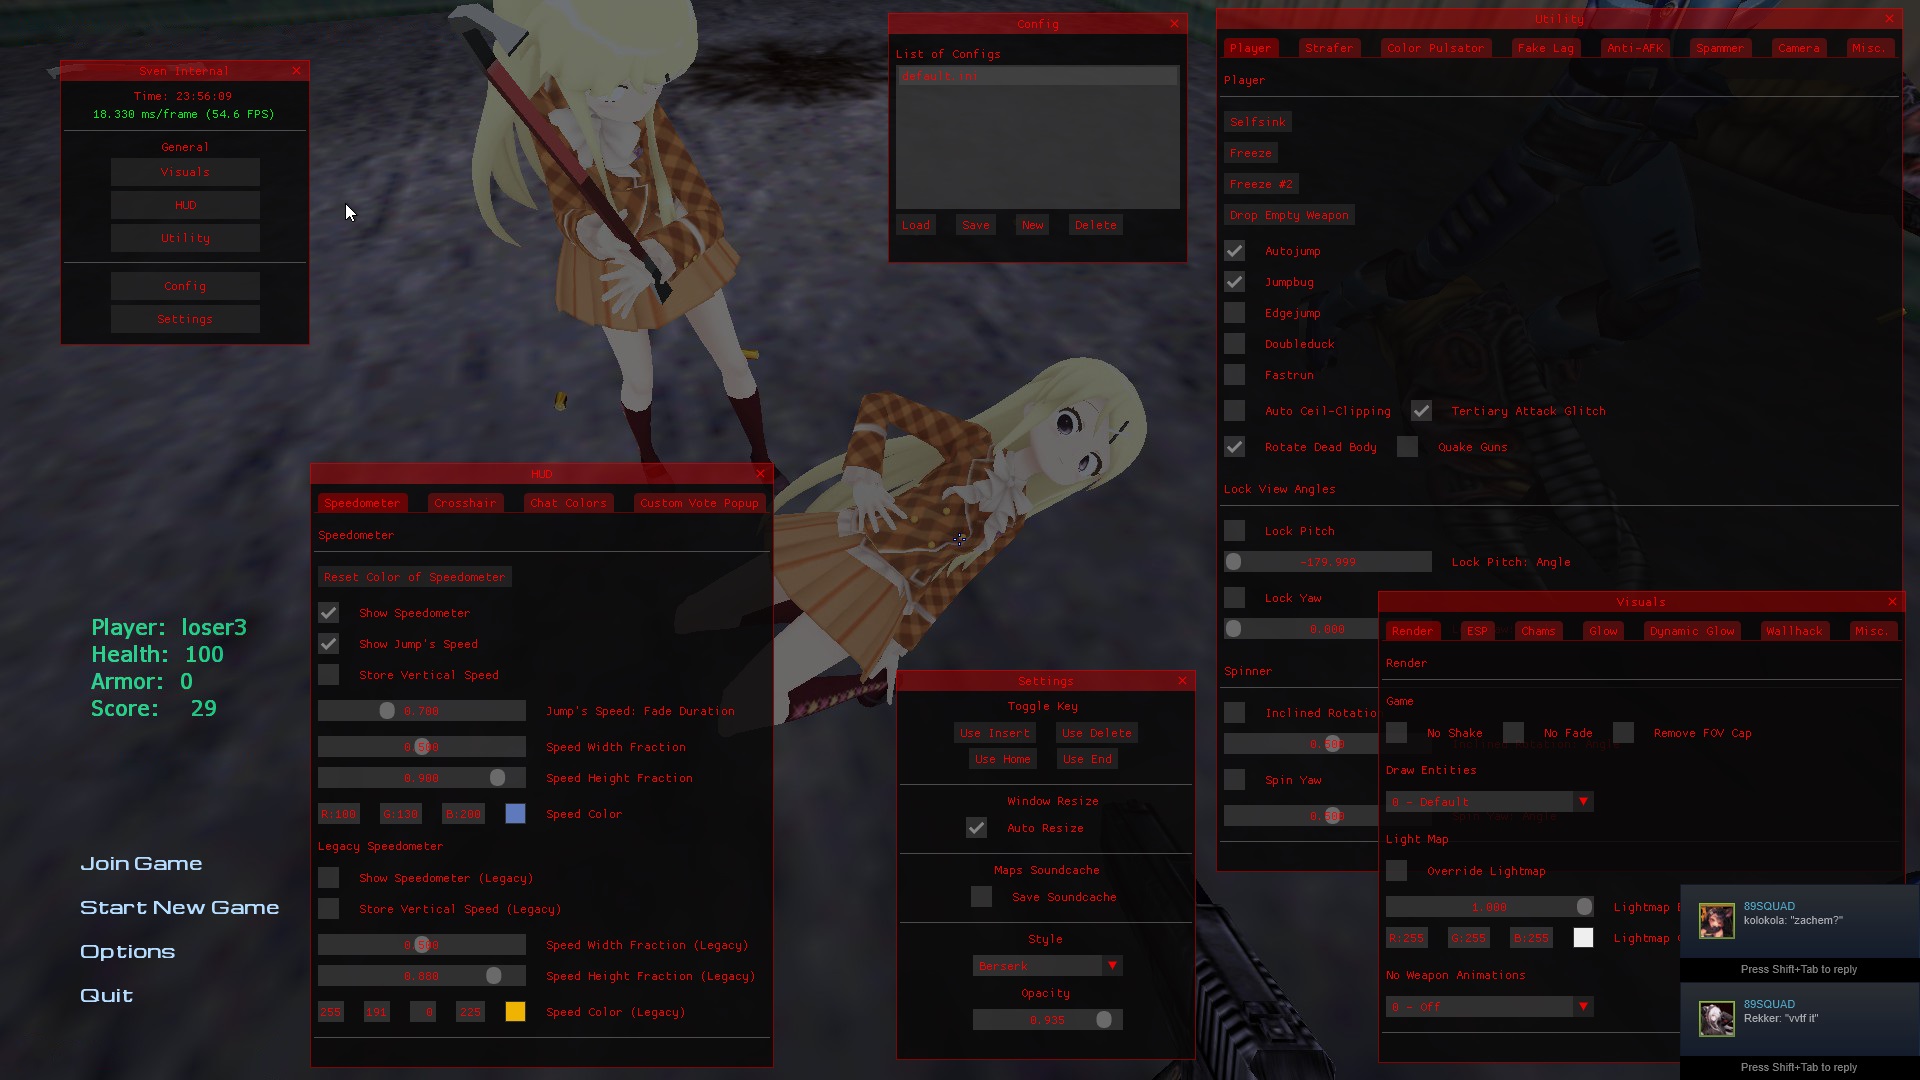 Sven Internal
Time: 23:56:09
18.330 ms/frame (54.6 FPS)
General
Visuals
HUD
Utility
Config
Settings
Config
List of Configs
default.ini
Load Save New Delete
Utility
Player Strafer Color Pulsator Fake Lag Anti-AFK Spammer Camera Misc.
Player
Selfsink
Freeze
Freeze #2
Drop Empty Weapon
Autojump
Jumpbug
Edgejump
Doubleduck
Fastrun
Auto Ceil-Clipping Tertiary Attack Glitch
Rotate Dead Body Quake Guns
Lock View Angles
Lock Pitch
-179.999 Lock Pitch: Angle
Lock Yaw
0.000
Spinner
Inclined Rotatio
0.500 Inclined Rotation: Angle
Spin Yaw
0.500 Spin Yaw: Angle
HUD
Speedometer Crosshair Chat Colors Custom Vote Popup
Speedometer
Reset Color of Speedometer
Show Speedometer
Show Jump's Speed
Store Vertical Speed
0.700 Jump's Speed: Fade Duration
0.500 Speed Width Fraction
0.900 Speed Height Fraction
R:100 G:130 B:200 Speed Color
Legacy Speedometer
Show Speedometer (Legacy)
Store Vertical Speed (Legacy)
0.500 Speed Width Fraction (Legacy)
0.880 Speed Height Fraction (Legacy)
255 191 0 225 Speed Color (Legacy)
Player: loser3
Health: 100
Armor: 0
Score: 29
Join Game
Start New Game
Options
Quit
Settings
Toggle Key
Use Insert Use Delete
Use Home Use End
Window Resize
Auto Resize
Maps Soundcache
Save Soundcache
Style
Berserk
Opacity
0.935
Visuals
Render ESP Chams Glow Dynamic Glow Wallhack Misc.
Render
Game
No Shake No Fade Remove FOV Cap
Draw Entities
0 - Default
Light Map
Override Lightmap
1.000 Lightmap
R:255 G:255 B:255 Lightmap
No Weapon Animations
0 - Off
89SQUAD
kolokola: "zachem?"
Press Shift+Tab to reply
89SQUAD
Rekker: "vvtf it"
Press Shift+Tab to reply